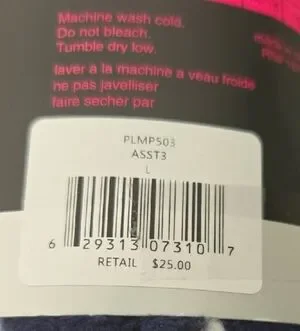 Machine wash cold.
Do not bleach.
Tumble dry low.
laver a la machine a veau froide
ne pas javelliser
faire secher par
PLMP503
ASST3
L
6 29313 07310 7
RETAIL $25.00